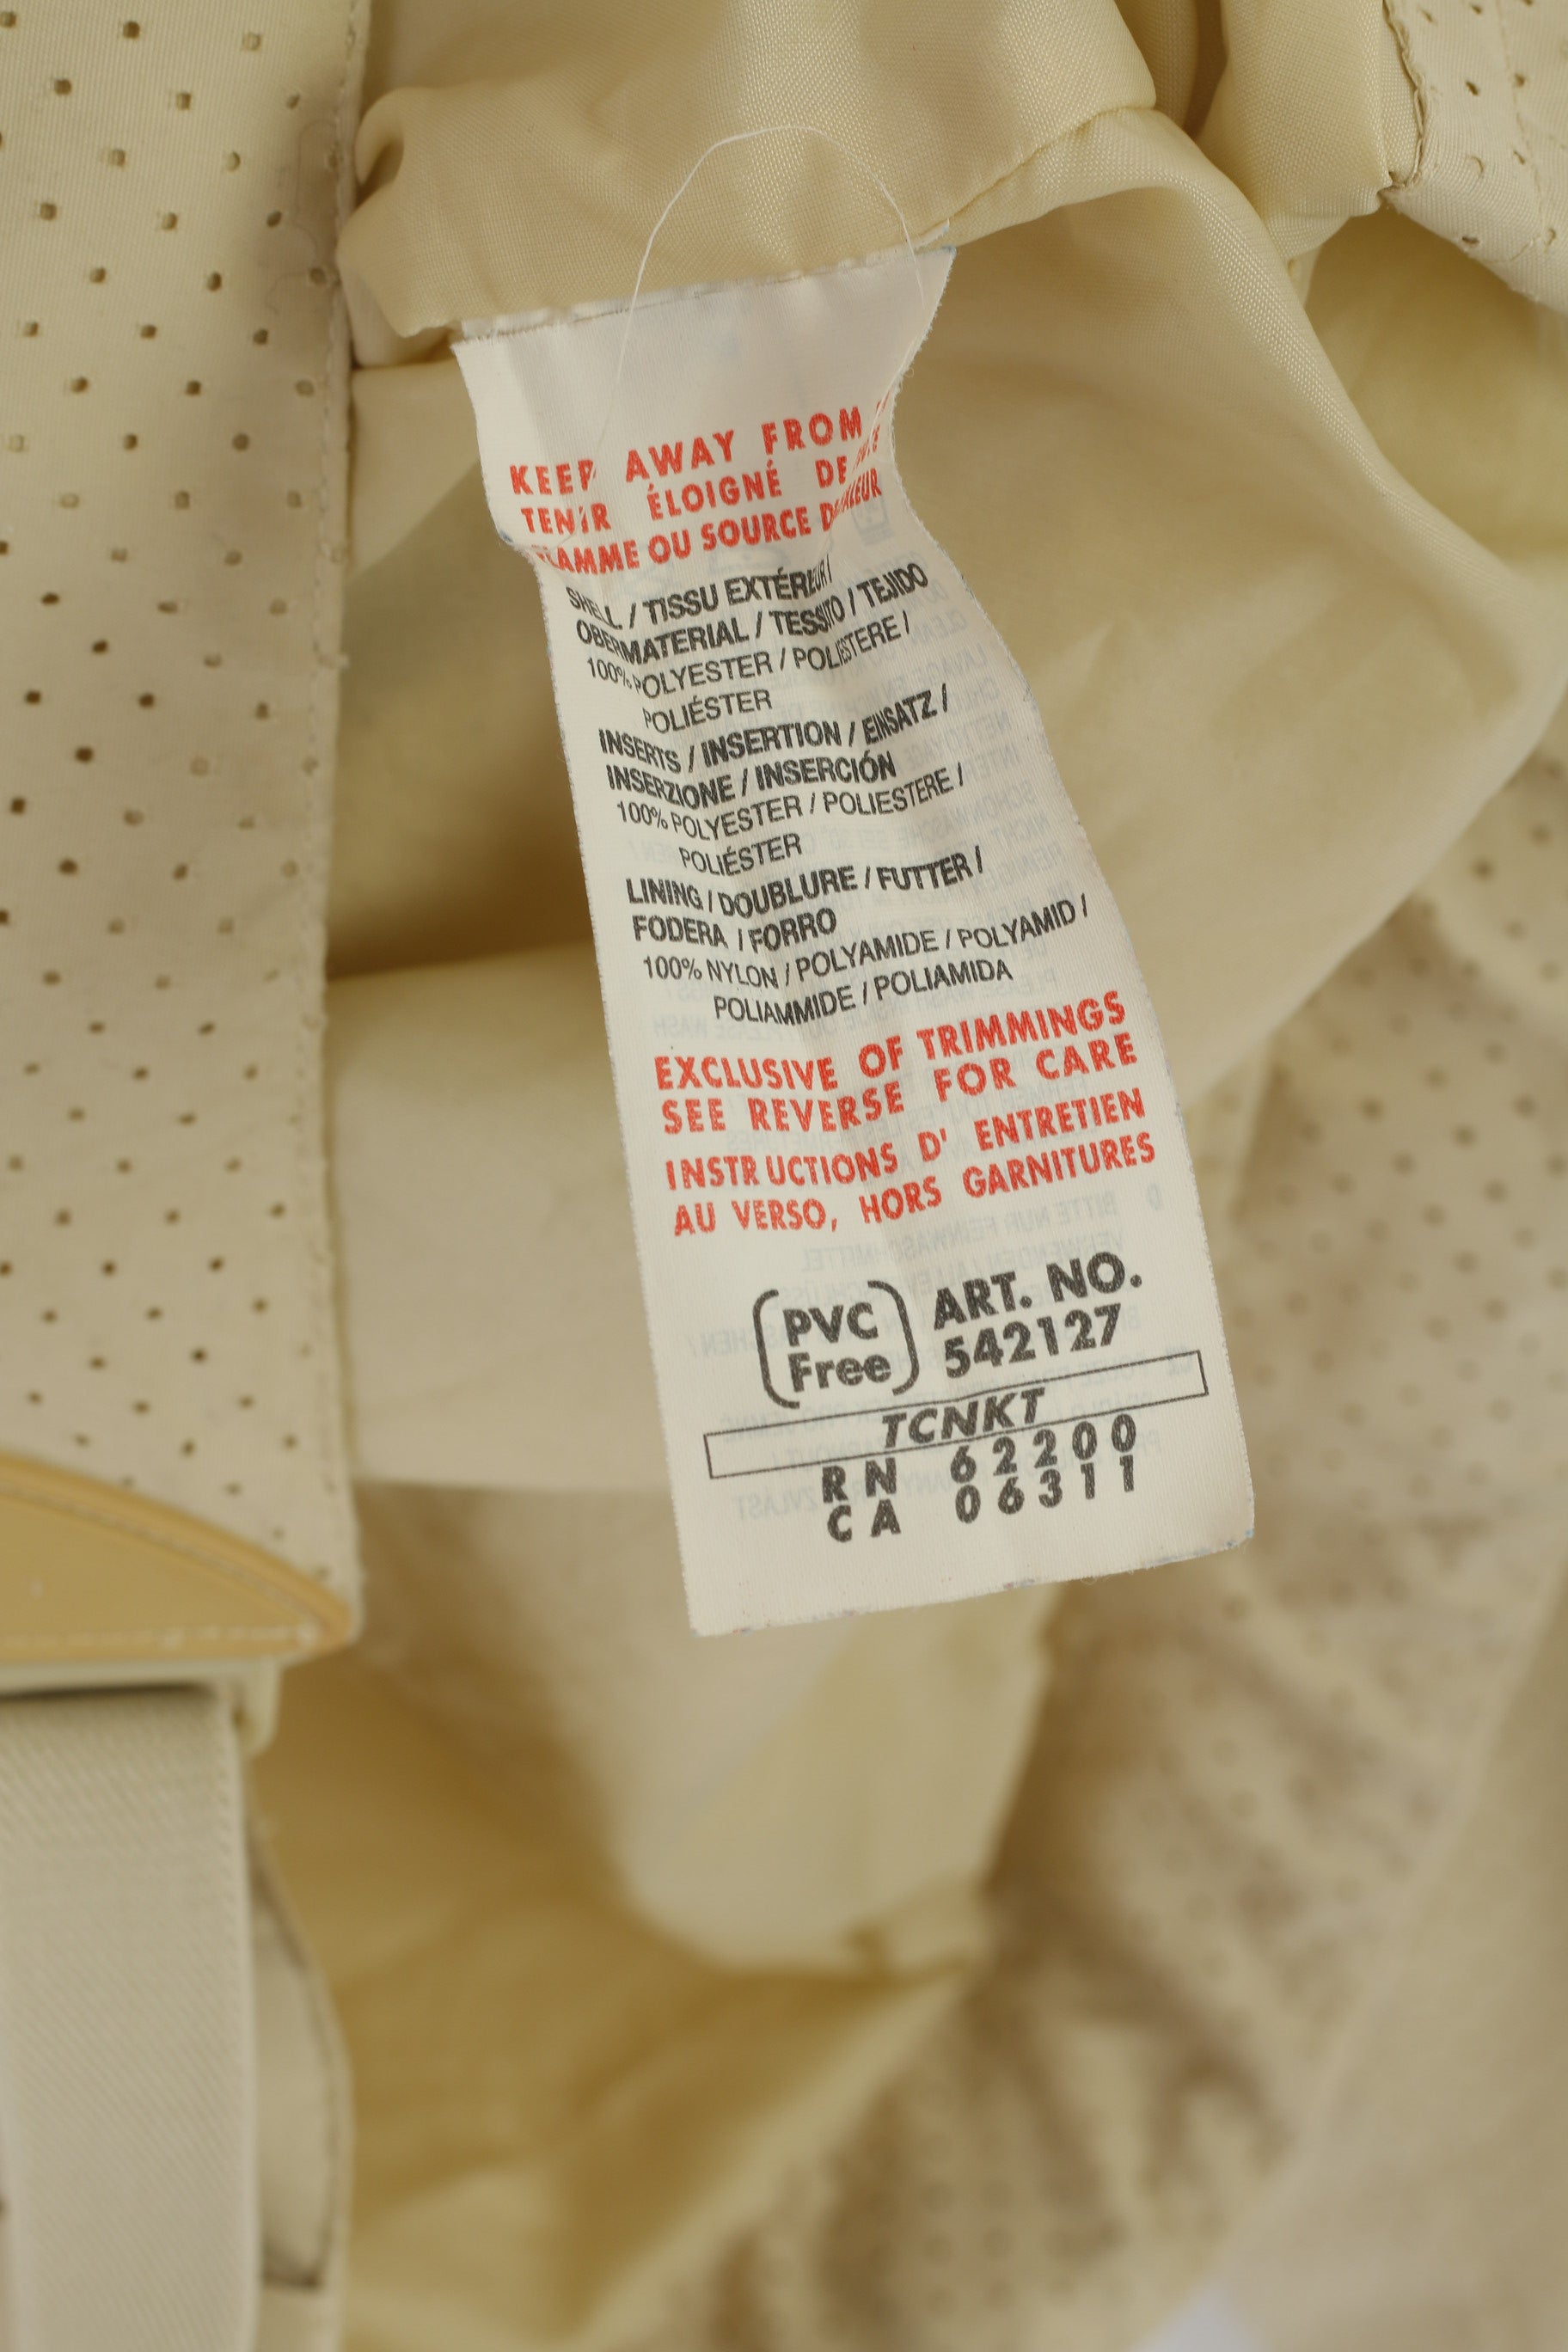 KEEP AWAY FROM
TENIR ÉLOIGNÉ DE
FLAMME OU SOURCE DE CHALEUR
SHELL / TISSU EXTÉRIEUR /
OBERMATERIAL / TESSUTO / TEJIDO
100% POLYESTER / POLIESTERE /
POLIÉSTER
INSERTS / INSERTION / EINSATZ /
INSERZIONE / INSERCIÓN
100% POLYESTER / POLIESTERE /
POLIÉSTER
LINING / DOUBLURE / FUTTER /
FODERA / FORRO
100% NYLON / POLYAMIDE / POLYAMID /
POLIAMMIDE / POLIAMIDA
EXCLUSIVE OF TRIMMINGS
SEE REVERSE FOR CARE
INSTRUCTIONS D' ENTRETIEN
AU VERSO, HORS GARNITURES
PVC
Free
ART. NO.
542127
TCNKT
RN 62200
CA 06311